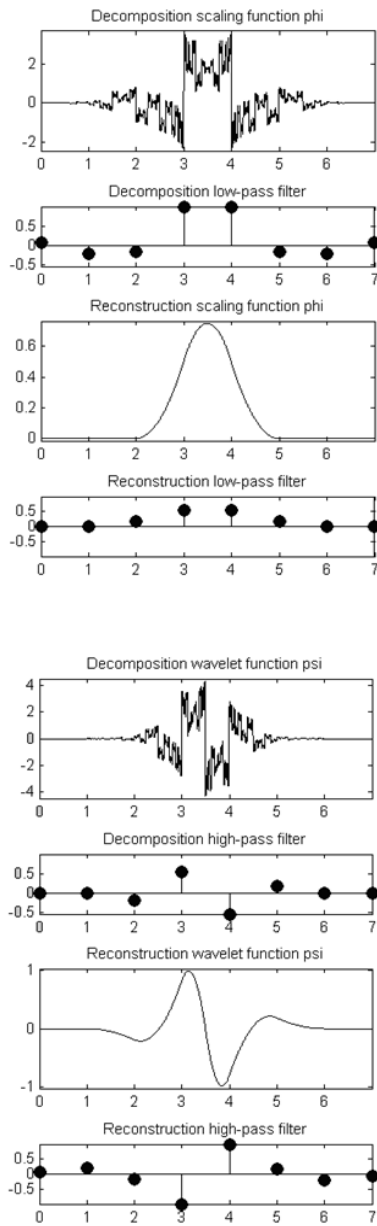 Decomposition scaling function phi
2
0
-2
0 1 2 3 4 5 6
Decomposition low-pass filter
0.5
0
-0.5
0 1 2 3 4 5 6 7
Reconstruction scaling function phi
0.6
0.4
0.2
0
0 1 2 3 4 5 6
Reconstruction low-pass filter
0.5
0
-0.5
0 1 2 3 4 5 6 7
Decomposition wavelet function psi
4
2
0
-2
-4
0 1 2 3 4 5 6
Decomposition high-pass filter
0.5
0
-0.5
0 1 2 3 4 5 6 7
Reconstruction wavelet function psi
1
0
-1
0 1 2 3 4 5 6
Reconstruction high-pass filter
0.5
0
-0.5
0 1 2 3 4 5 6 7